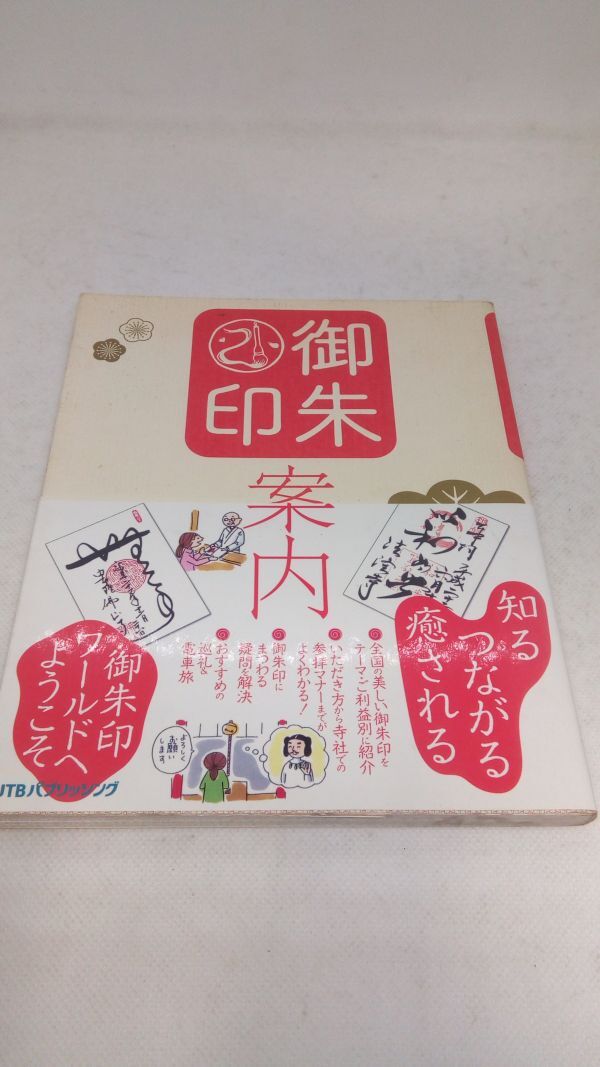 御朱印
案内
知る
つながる
癒される
全国の美しい御朱印を
テーマ・ご利益別に紹介
いただき方から寺社での
参拝マナーまでが
よくわかる！
御朱印に
まつわる
疑問を解決
おすすめの
巡礼&
電車旅
御朱印
ワールドへ
ようこそ
よろしく
お願い
します。
JTBパブリッシング